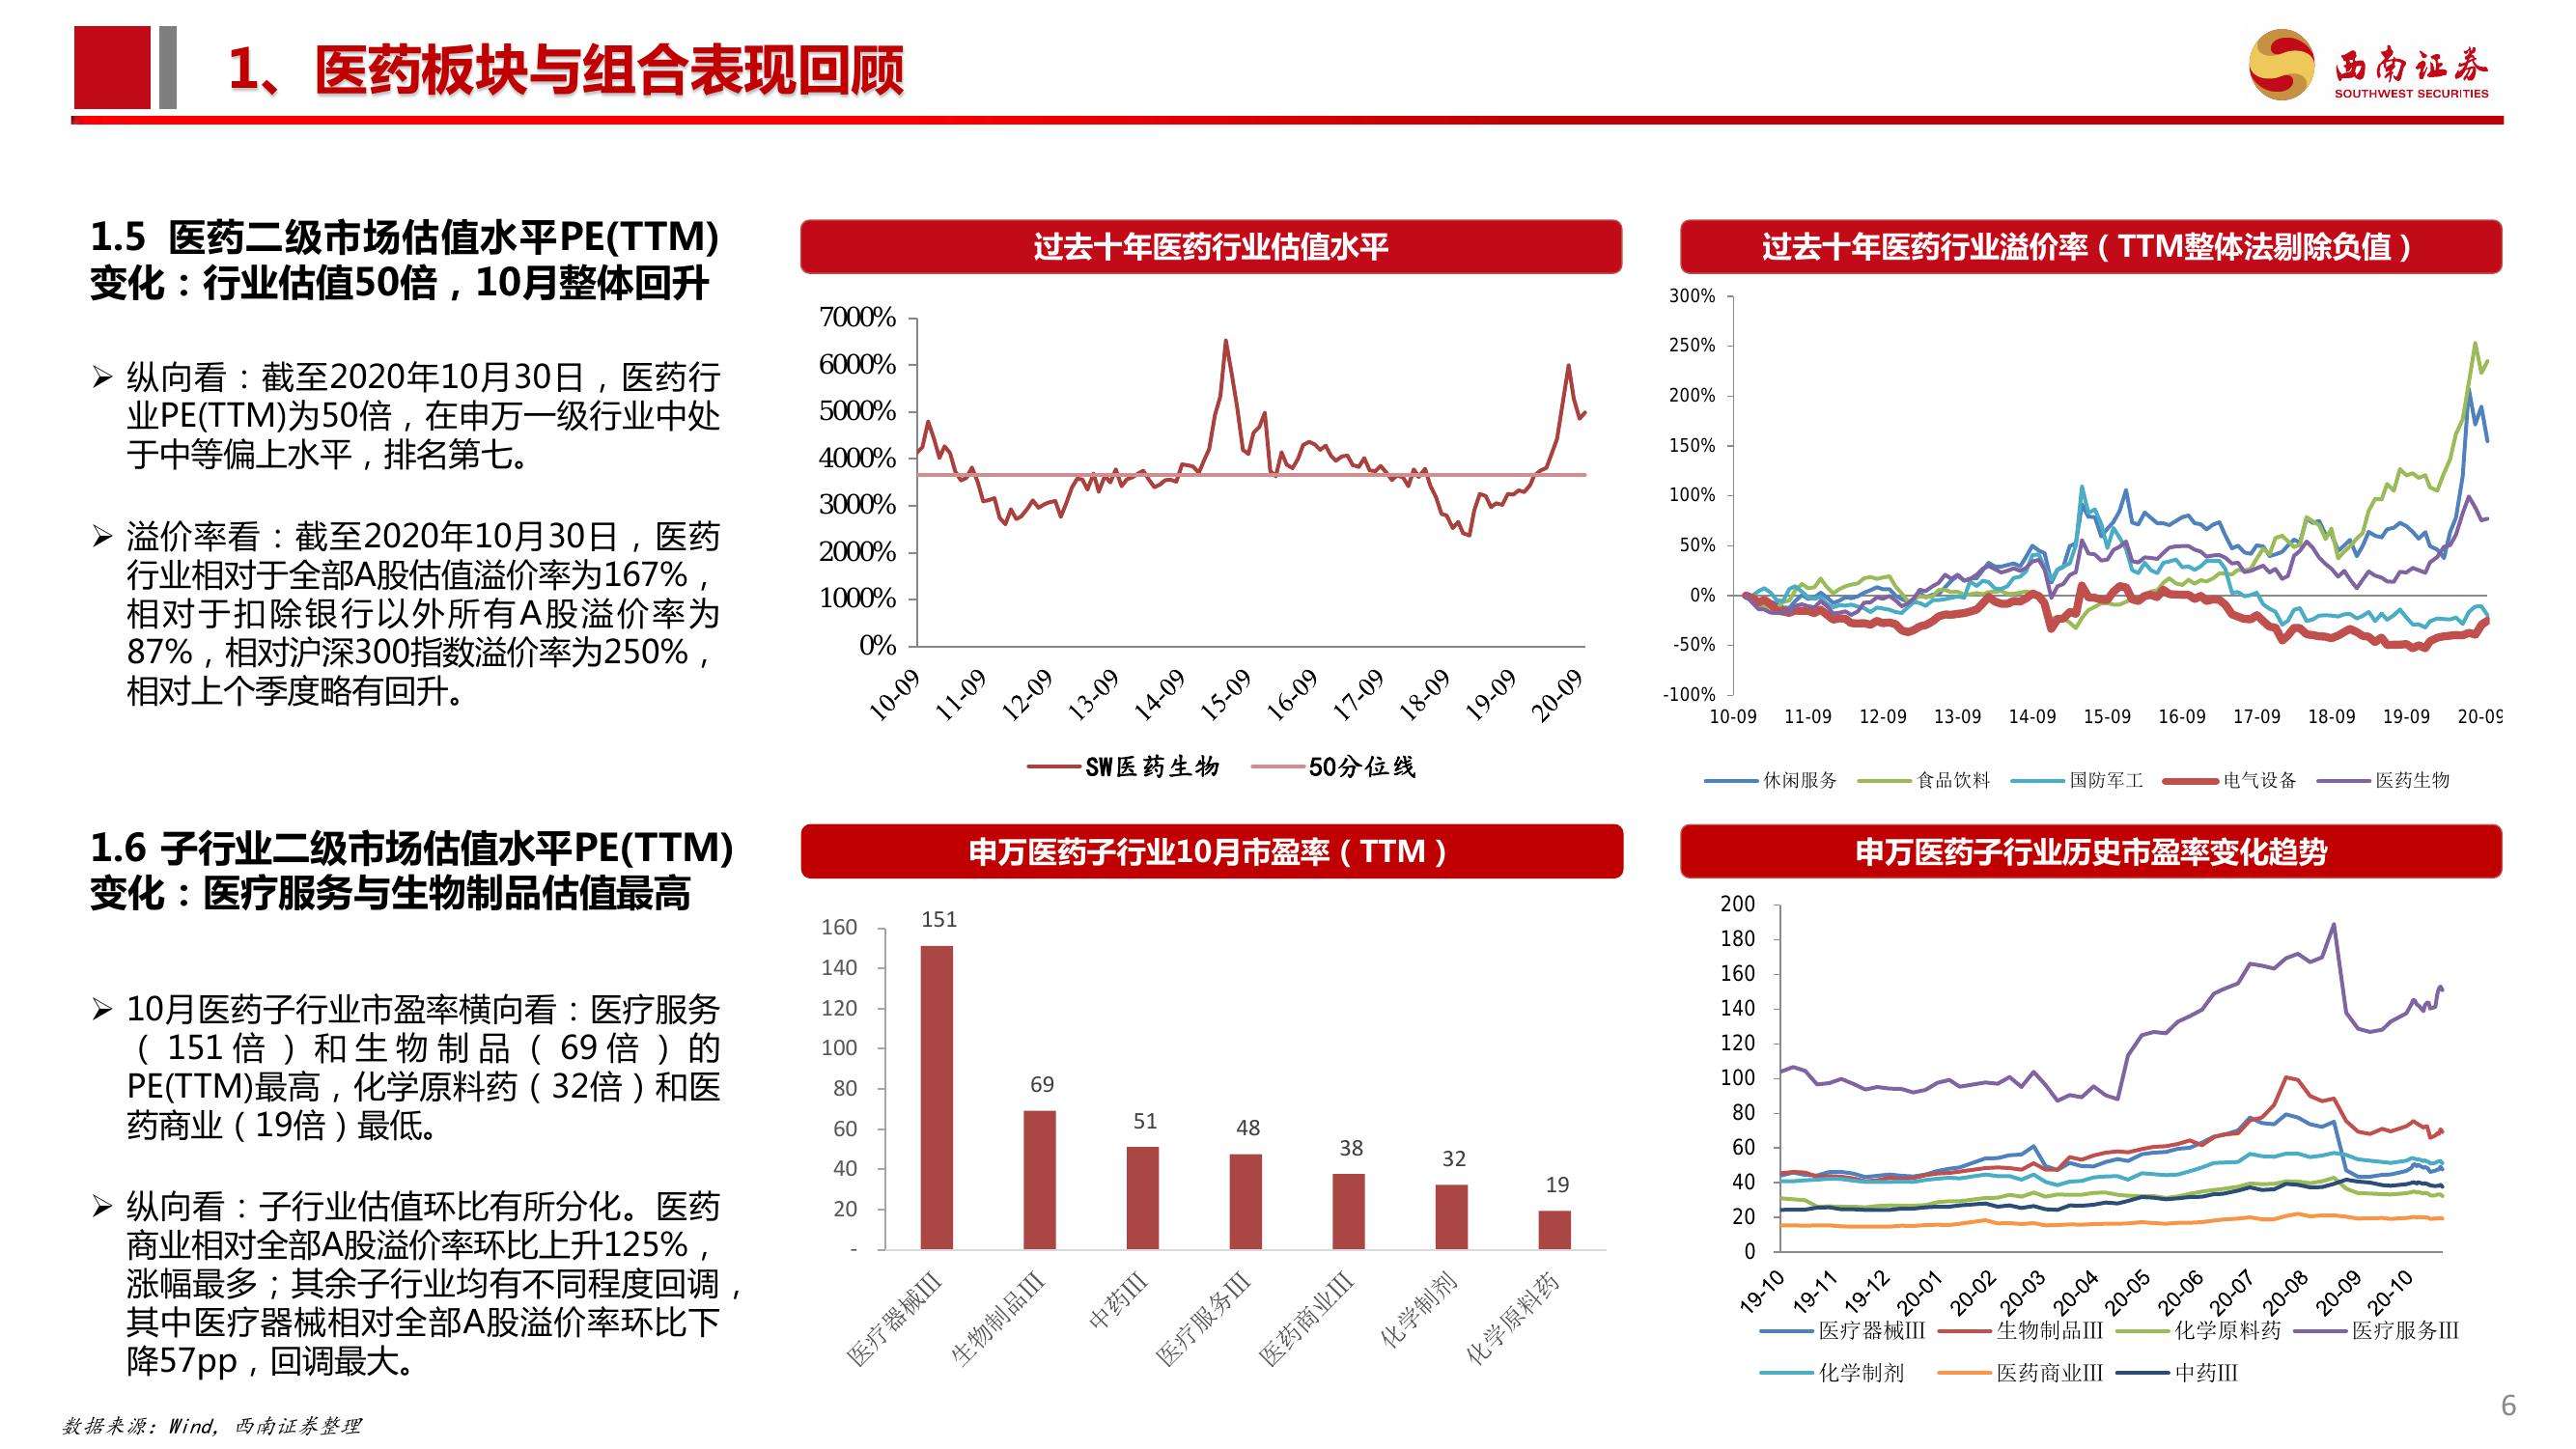 1、医药板块与组合表现回顾
西南证券
SOUTHWEST SECURITIES
1.5 医药二级市场估值水平PE(TTM)
变化：行业估值50倍，10月整体回升
➢ 纵向看：截至2020年10月30日，医药行
业PE(TTM)为50倍，在申万一级行业中处
于中等偏上水平，排名第七。
➢ 溢价率看：截至2020年10月30日，医药
行业相对于全部A股估值溢价率为167%，
相对于扣除银行以外所有A股溢价率为
87%，相对沪深300指数溢价率为250%，
相对上个季度略有回升。
过去十年医药行业估值水平
7000%
6000%
5000%
4000%
3000%
2000%
1000%
0%
10-09 11-09 12-09 13-09 14-09 15-09 16-09 17-09 18-09 19-09 20-09
SW医药生物 50分位线
过去十年医药行业溢价率（TTM整体法剔除负值）
300%
250%
200%
150%
100%
50%
0%
-50%
-100%
10-09 11-09 12-09 13-09 14-09 15-09 16-09 17-09 18-09 19-09 20-09
休闲服务 食品饮料 国防军工 电气设备 医药生物
1.6 子行业二级市场估值水平PE(TTM)
变化：医疗服务与生物制品估值最高
➢ 10月医药子行业市盈率横向看：医疗服务
（151倍）和生物制品（69倍）的
PE(TTM)最高，化学原料药（32倍）和医
药商业（19倍）最低。
➢ 纵向看：子行业估值环比有所分化。医药
商业相对全部A股溢价率环比上升125%，
涨幅最多；其余子行业均有不同程度回调，
其中医疗器械相对全部A股溢价率环比下
降57pp，回调最大。
申万医药子行业10月市盈率（TTM）
160
140
120
100
80
60
40
20
-
151
69
51
48
38
32
19
医疗器械III 生物制品III 中药III 医疗服务III 医药商业III 化学制剂 化学原料药
申万医药子行业历史市盈率变化趋势
200
180
160
140
120
100
80
60
40
20
0
19-10 19-11 19-12 20-01 20-02 20-03 20-04 20-05 20-06 20-07 20-08 20-09 20-10
医疗器械III 生物制品III 化学原料药 医疗服务III
化学制剂 医药商业III 中药III
数据来源：Wind，西南证券整理
6